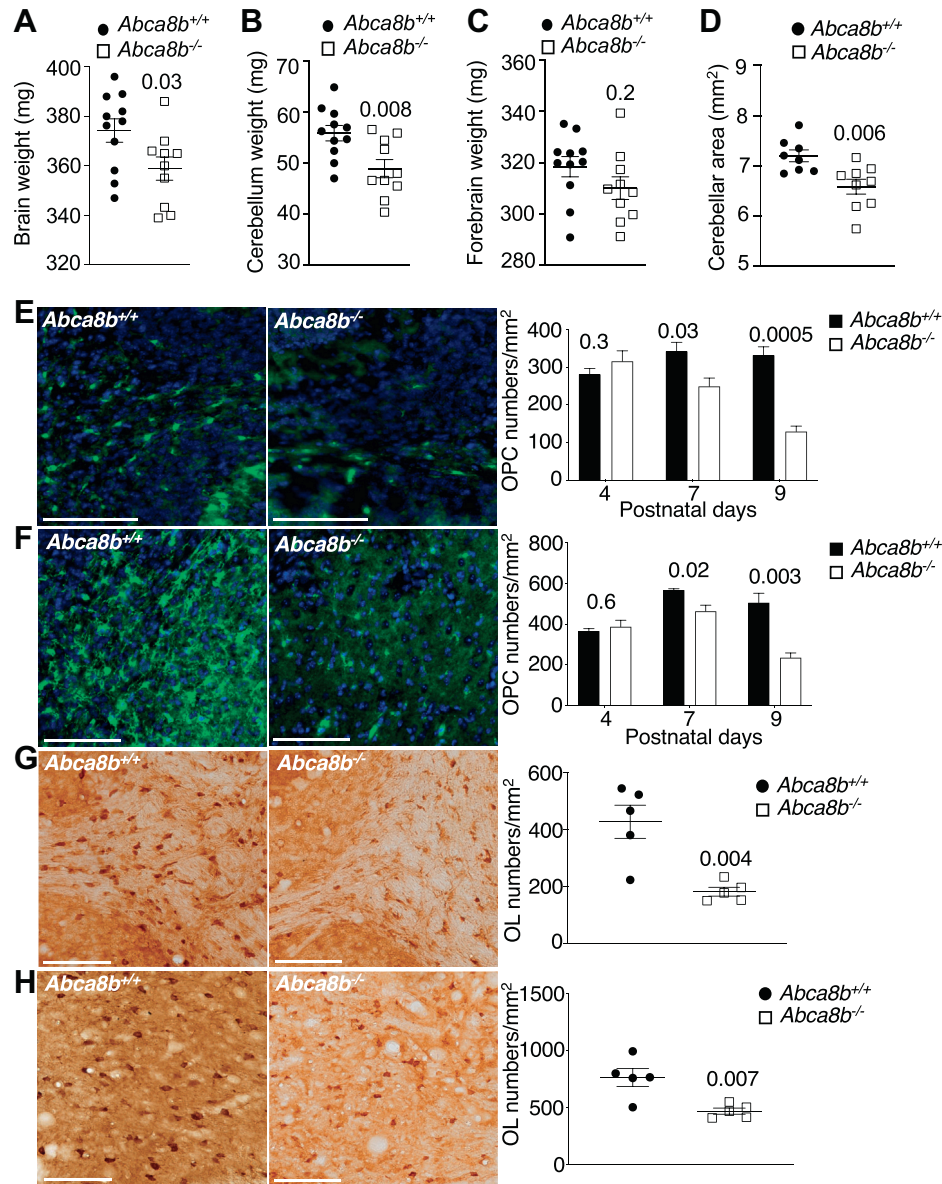 A
Abca8b+/+
Abca8b-/-
Brain weight (mg)
400
380
360
340
320
0.03
B
Abca8b+/+
Abca8b-/-
Cerebellum weight (mg)
70
60
50
40
30
0.008
C
Abca8b+/+
Abca8b-/-
Forebrain weight (mg)
360
340
320
300
280
0.2
D
Abca8b+/+
Abca8b-/-
Cerebellar area (mm2)
9
8
7
6
5
0.006
E
Abca8b+/+
Abca8b-/-
OPC numbers/mm2
400
300
300
100
0
0.3
0.03
0.0005
Abca8b+/+
Abca8b-/-
4 7 9
Postnatal days
F
Abca8b+/+
Abca8b-/-
OPC numbers/mm2
800
600
400
200
0
0.6
0.02
0.003
Abca8b+/+
Abca8b-/-
4 7 9
Postnatal days
G
Abca8b+/+
Abca8b-/-
OL numbers/mm2
600
400
200
0
0.004
Abca8b+/+
Abca8b-/-
H
Abca8b+/+
Abca8b-/-
OL numbers/mm2
1500
1000
500
0
0.007
Abca8b+/+
Abca8b-/-